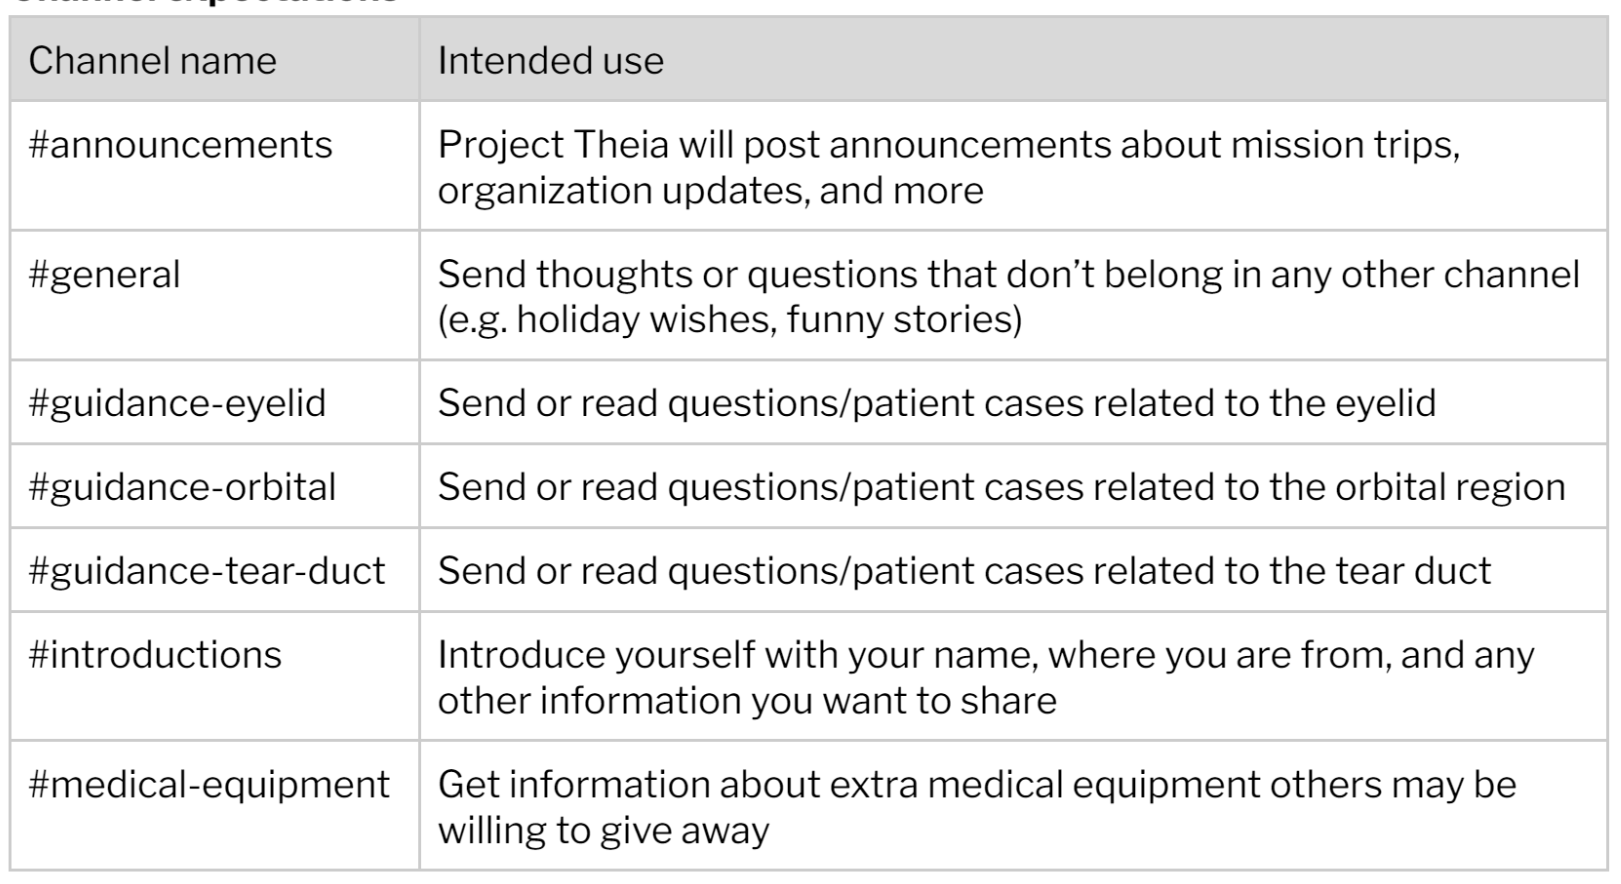 Channel expectations
Channel name
Intended use
#announcements
Project Theia will post announcements about mission trips,
organization updates, and more
#general
Send thoughts or questions that don’t belong in any other channel
(e.g. holiday wishes, funny stories)
#guidance-eyelid
Send or read questions/patient cases related to the eyelid
#guidance-orbital
Send or read questions/patient cases related to the orbital region
#guidance-tear-duct
Send or read questions/patient cases related to the tear duct
#introductions
Introduce yourself with your name, where you are from, and any
other information you want to share
#medical-equipment
Get information about extra medical equipment others may be
willing to give away